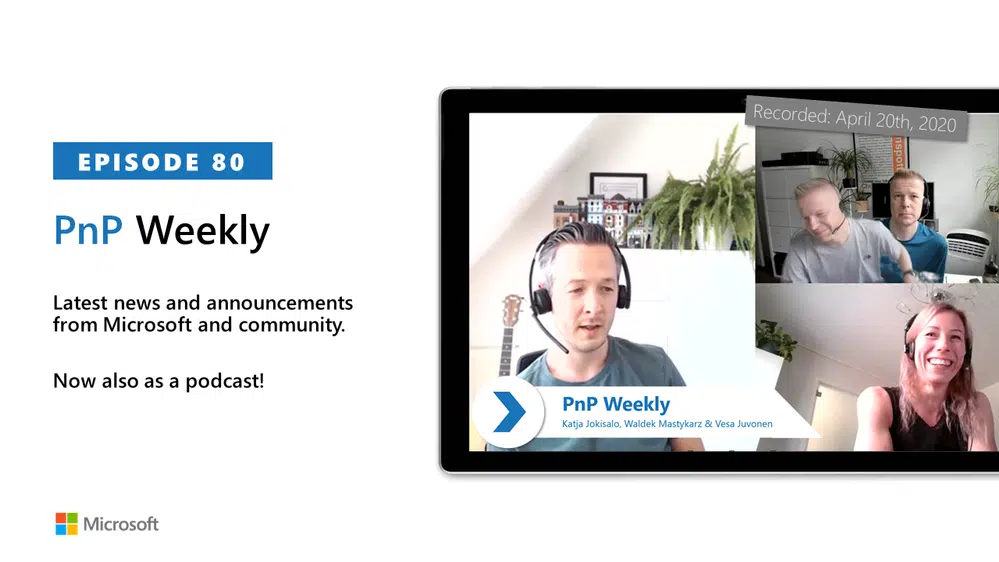 EPISODE 80
PnP Weekly
Latest news and announcements
from Microsoft and community.
Now also as a podcast!
Microsoft
Recorded: April 20th, 2020
PnP Weekly
Katja Jokisalo, Waldek Mastykarz & Vesa Juvonen